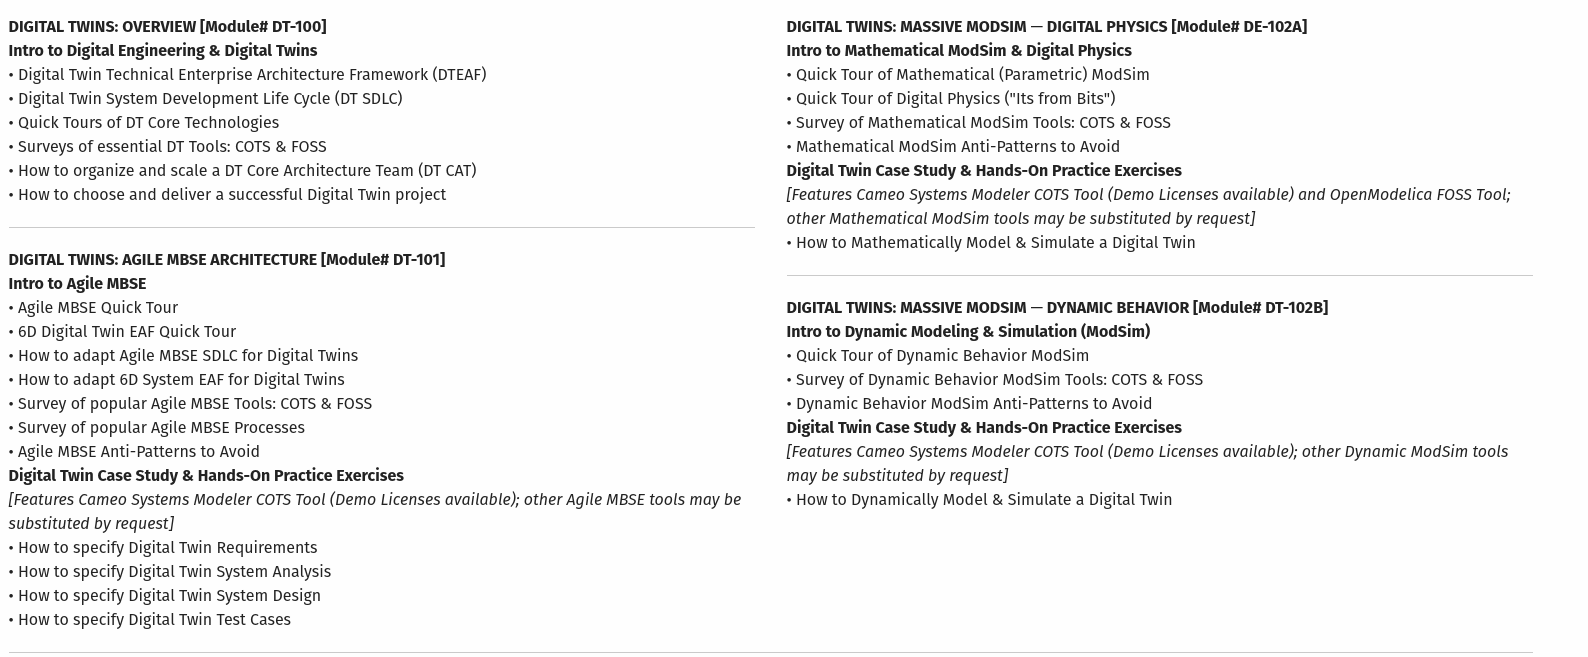 DIGITAL TWINS: OVERVIEW [Module# DT-100]
Intro to Digital Engineering & Digital Twins
• Digital Twin Technical Enterprise Architecture Framework (DTEAF)
• Digital Twin System Development Life Cycle (DT SDLC)
• Quick Tours of DT Core Technologies
• Surveys of essential DT Tools: COTS & FOSS
• How to organize and scale a DT Core Architecture Team (DT CAT)
• How to choose and deliver a successful Digital Twin project
DIGITAL TWINS: AGILE MBSE ARCHITECTURE [Module# DT-101]
Intro to Agile MBSE
• Agile MBSE Quick Tour
• 6D Digital Twin EAF Quick Tour
• How to adapt Agile MBSE SDLC for Digital Twins
• How to adapt 6D System EAF for Digital Twins
• Survey of popular Agile MBSE Tools: COTS & FOSS
• Survey of popular Agile MBSE Processes
• Agile MBSE Anti-Patterns to Avoid
Digital Twin Case Study & Hands-On Practice Exercises
[Features Cameo Systems Modeler COTS Tool (Demo Licenses available); other Agile MBSE tools may be
substituted by request]
• How to specify Digital Twin Requirements
• How to specify Digital Twin System Analysis
• How to specify Digital Twin System Design
• How to specify Digital Twin Test Cases
DIGITAL TWINS: MASSIVE MODSIM — DIGITAL PHYSICS [Module# DE-102A]
Intro to Mathematical ModSim & Digital Physics
• Quick Tour of Mathematical (Parametric) ModSim
• Quick Tour of Digital Physics ("Its from Bits")
• Survey of Mathematical ModSim Tools: COTS & FOSS
• Mathematical ModSim Anti-Patterns to Avoid
Digital Twin Case Study & Hands-On Practice Exercises
[Features Cameo Systems Modeler COTS Tool (Demo Licenses available) and OpenModelica FOSS Tool;
other Mathematical ModSim tools may be substituted by request]
• How to Mathematically Model & Simulate a Digital Twin
DIGITAL TWINS: MASSIVE MODSIM — DYNAMIC BEHAVIOR [Module# DT-102B]
Intro to Dynamic Modeling & Simulation (ModSim)
• Quick Tour of Dynamic Behavior ModSim
• Survey of Dynamic Behavior ModSim Tools: COTS & FOSS
• Dynamic Behavior ModSim Anti-Patterns to Avoid
Digital Twin Case Study & Hands-On Practice Exercises
[Features Cameo Systems Modeler COTS Tool (Demo Licenses available); other Dynamic ModSim tools
may be substituted by request]
• How to Dynamically Model & Simulate a Digital Twin